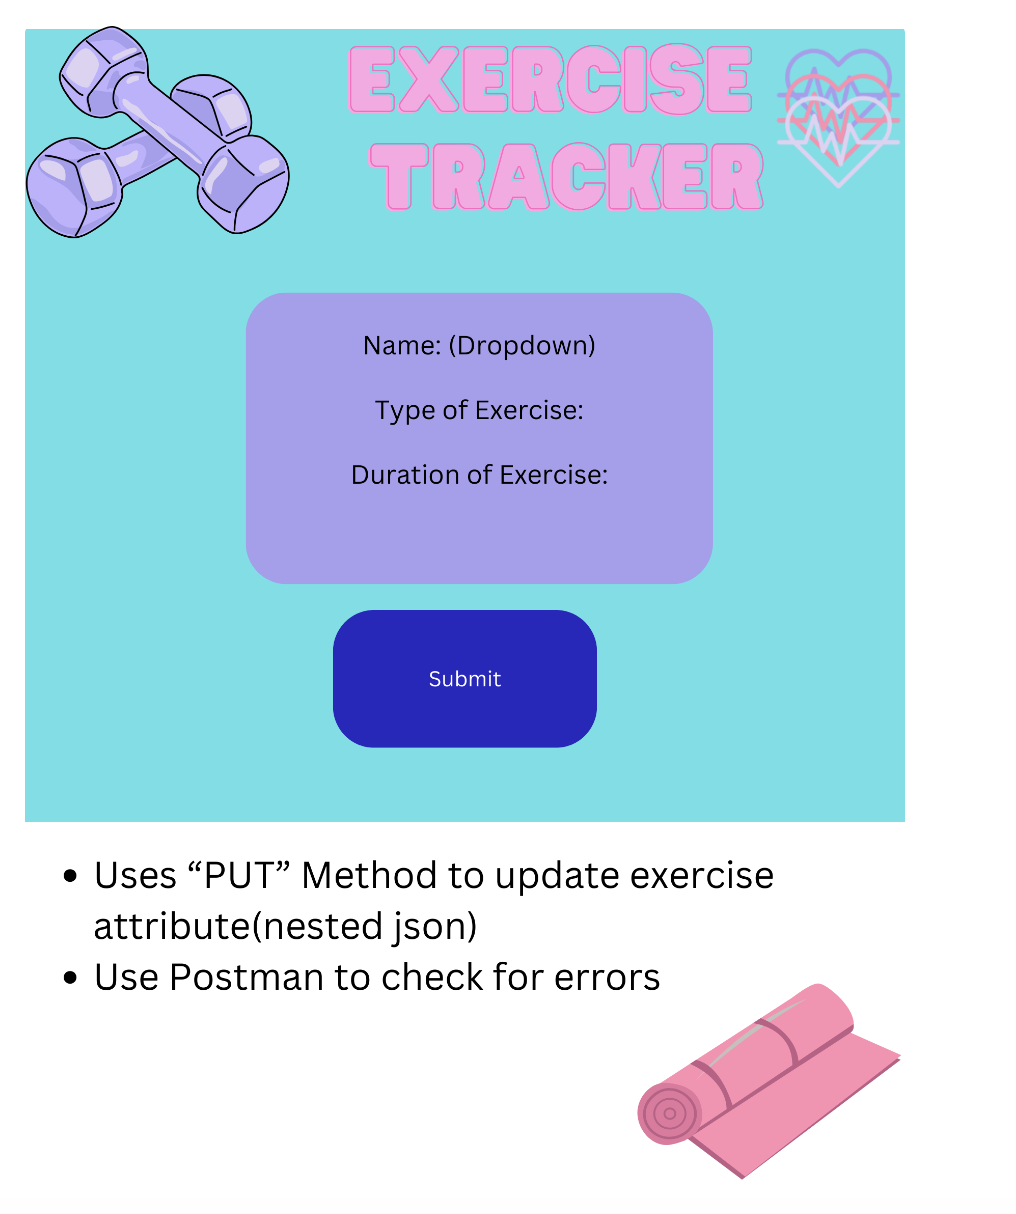 EXERCISE
TRACKER
Name: (Dropdown)
Type of Exercise:
Duration of Exercise:
Submit
• Uses “PUT” Method to update exercise
attribute(nested json)
• Use Postman to check for errors